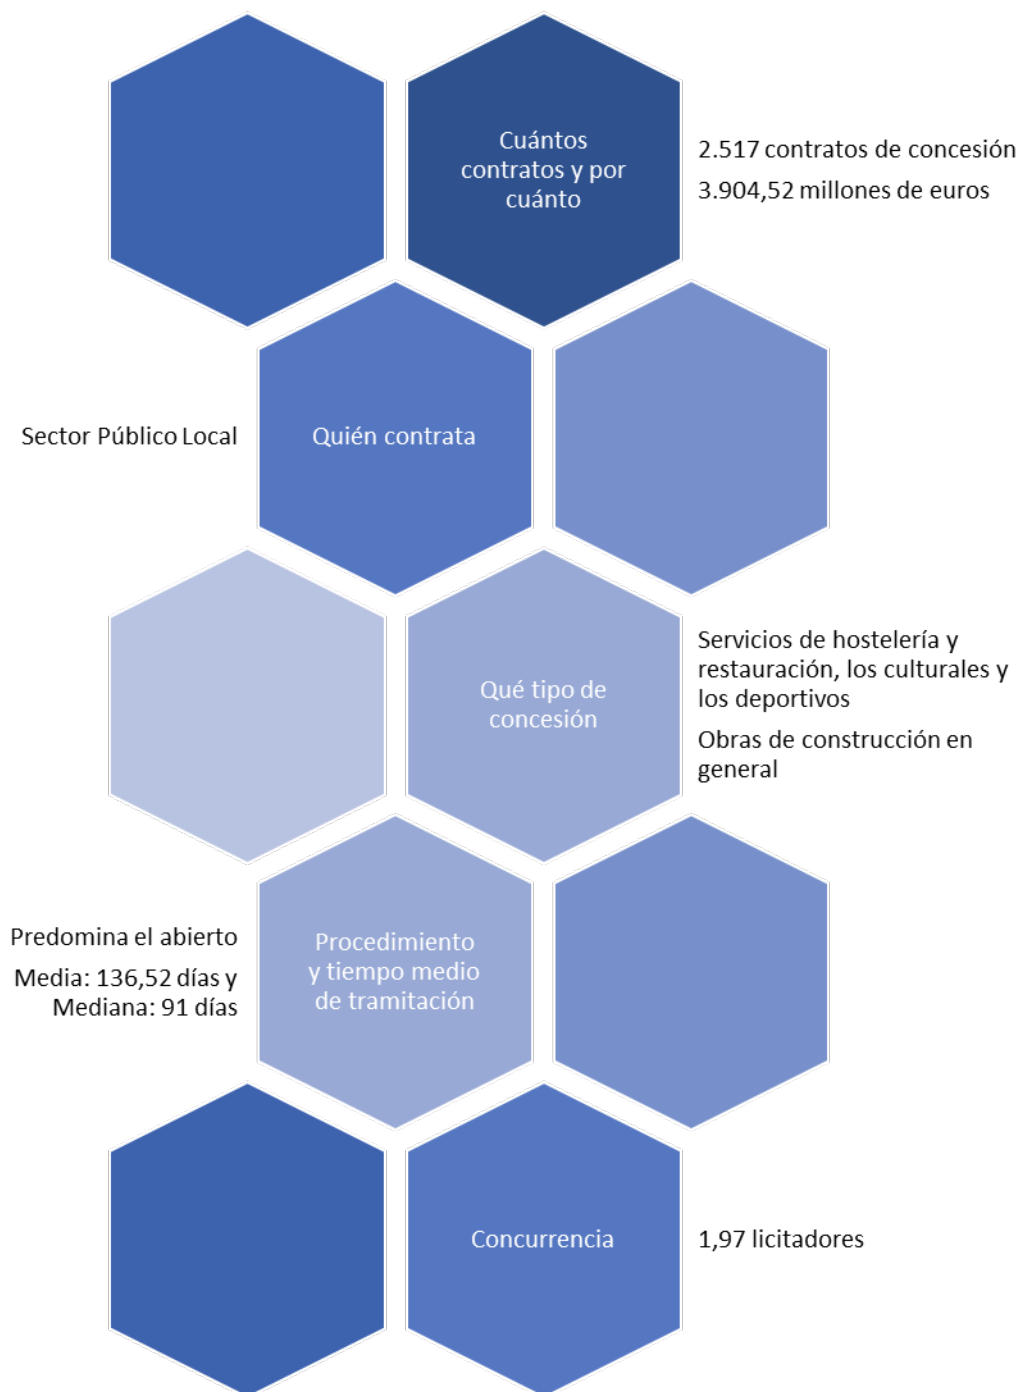 Cuántos
contratos y por
cuánto
2.517 contratos de concesión
3.904,52 millones de euros
Sector Público Local
Quién contrata
Qué tipo de
concesión
Servicios de hostelería y
restauración, los culturales y
los deportivos
Obras de construcción en
general
Predomina el abierto
Media: 136,52 días y
Mediana: 91 días
Procedimiento
y tiempo medio
de tramitación
Concurrencia
1,97 licitadores